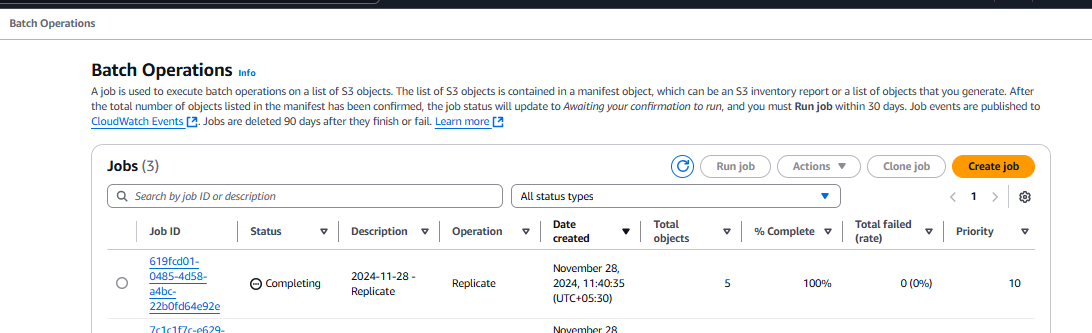 Batch Operations
Batch Operations Info
A job is used to execute batch operations on a list of S3 objects. The list of S3 objects is contained in a manifest object, which can be an S3 inventory report or a list of objects that you generate. After
the total number of objects listed in the manifest has been confirmed, the job status will update to Awaiting your confirmation to run, and you must Run job within 30 days. Job events are published to
CloudWatch Events. Jobs are deleted 90 days after they finish or fail. Learn more
Jobs (3)
Run job
Actions
Clone job
Create job
Search by job ID or description
All status types
1
Job ID
Status
Description
Operation
Date
created
Total
objects
% Complete
Total failed
(rate)
Priority
619fcd01-
0485-4d58-
a4bc-
22b0fd64e92e
Completing
2024-11-28 -
Replicate
Replicate
November 28,
2024, 11:40:35
(UTC+05:30)
5
100%
0 (0%)
10
7c1c1f7c-e629-
November 28,